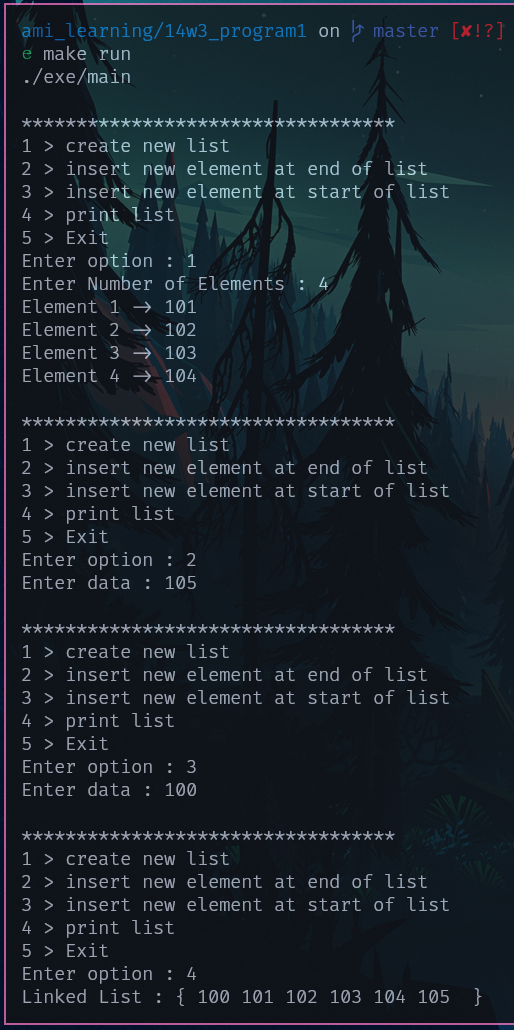 ami_learning/14w3_program1 on master [✘!?]
make run
./exe/main
**********************************
1 > create new list
2 > insert new element at end of list
3 > insert new element at start of list
4 > print list
5 > Exit
Enter option : 1
Enter Number of Elements : 4
Element 1 -> 101
Element 2 -> 102
Element 3 -> 103
Element 4 -> 104
**********************************
1 > create new list
2 > insert new element at end of list
3 > insert new element at start of list
4 > print list
5 > Exit
Enter option : 2
Enter data : 105
**********************************
1 > create new list
2 > insert new element at end of list
3 > insert new element at start of list
4 > print list
5 > Exit
Enter option : 3
Enter data : 100
**********************************
1 > create new list
2 > insert new element at end of list
3 > insert new element at start of list
4 > print list
5 > Exit
Enter option : 4
Linked List : { 100 101 102 103 104 105  }